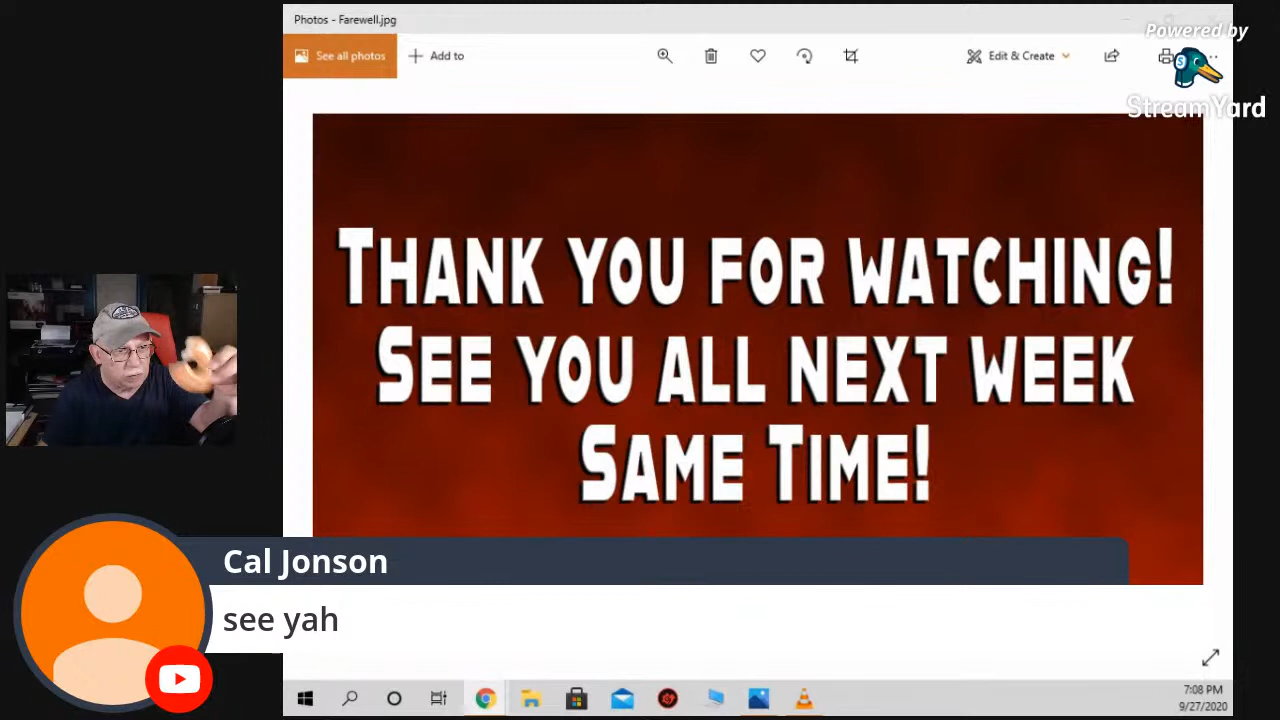 Photos - Farewell.jpg
Powered by
StreamYard
See all photos
Add to
Edit & Create
THANK YOU FOR WATCHING!
SEE YOU ALL NEXT WEEK
SAME TIME!
Cal Jonson
see yah
7:08 PM
9/27/2020